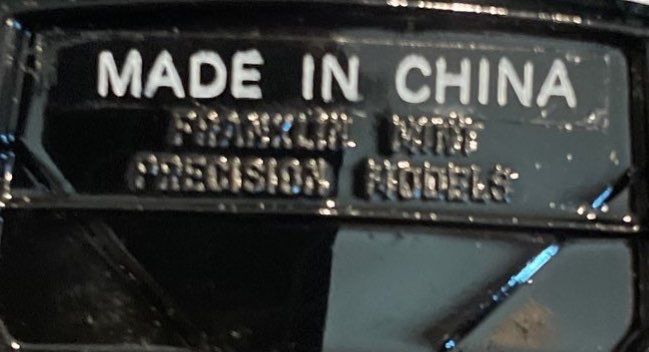 MADE IN CHINA
FRANKLIN MINT
PRECISION MODELS